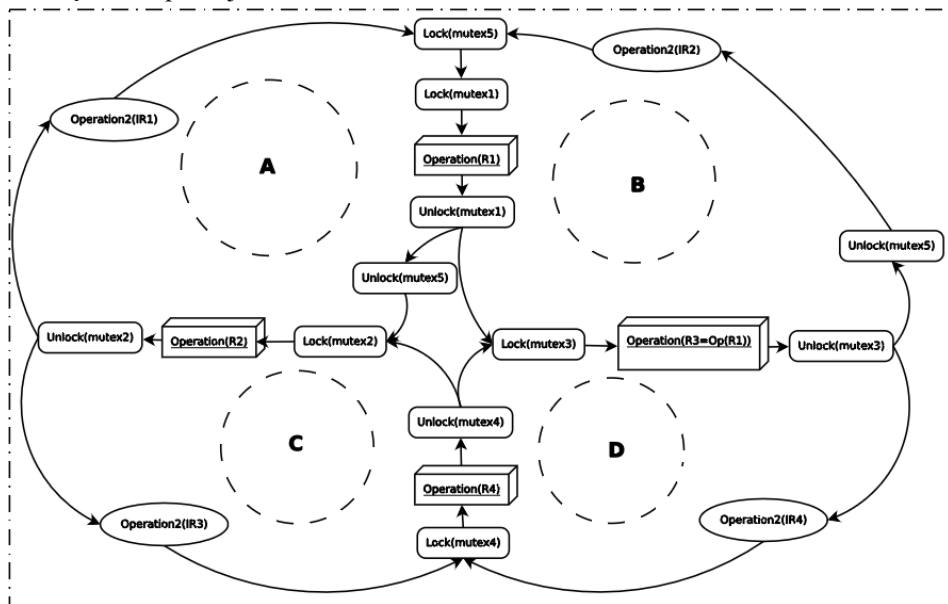 Lock(mutex5)
Operation2(IR2)
Lock(mutex1)
Operation2(IR1)
Operation(R1)
A
B
Unlock(mutex1)
Unlock(mutex5)
Unlock(mutex5)
Unlock(mutex2)
Operation(R2)
Lock(mutex2)
Lock(mutex3)
Operation(R3=Op(R1))
Unlock(mutex3)
Unlock(mutex4)
C
D
Operation(R4)
Operation2(IR3)
Operation2(IR4)
Lock(mutex4)